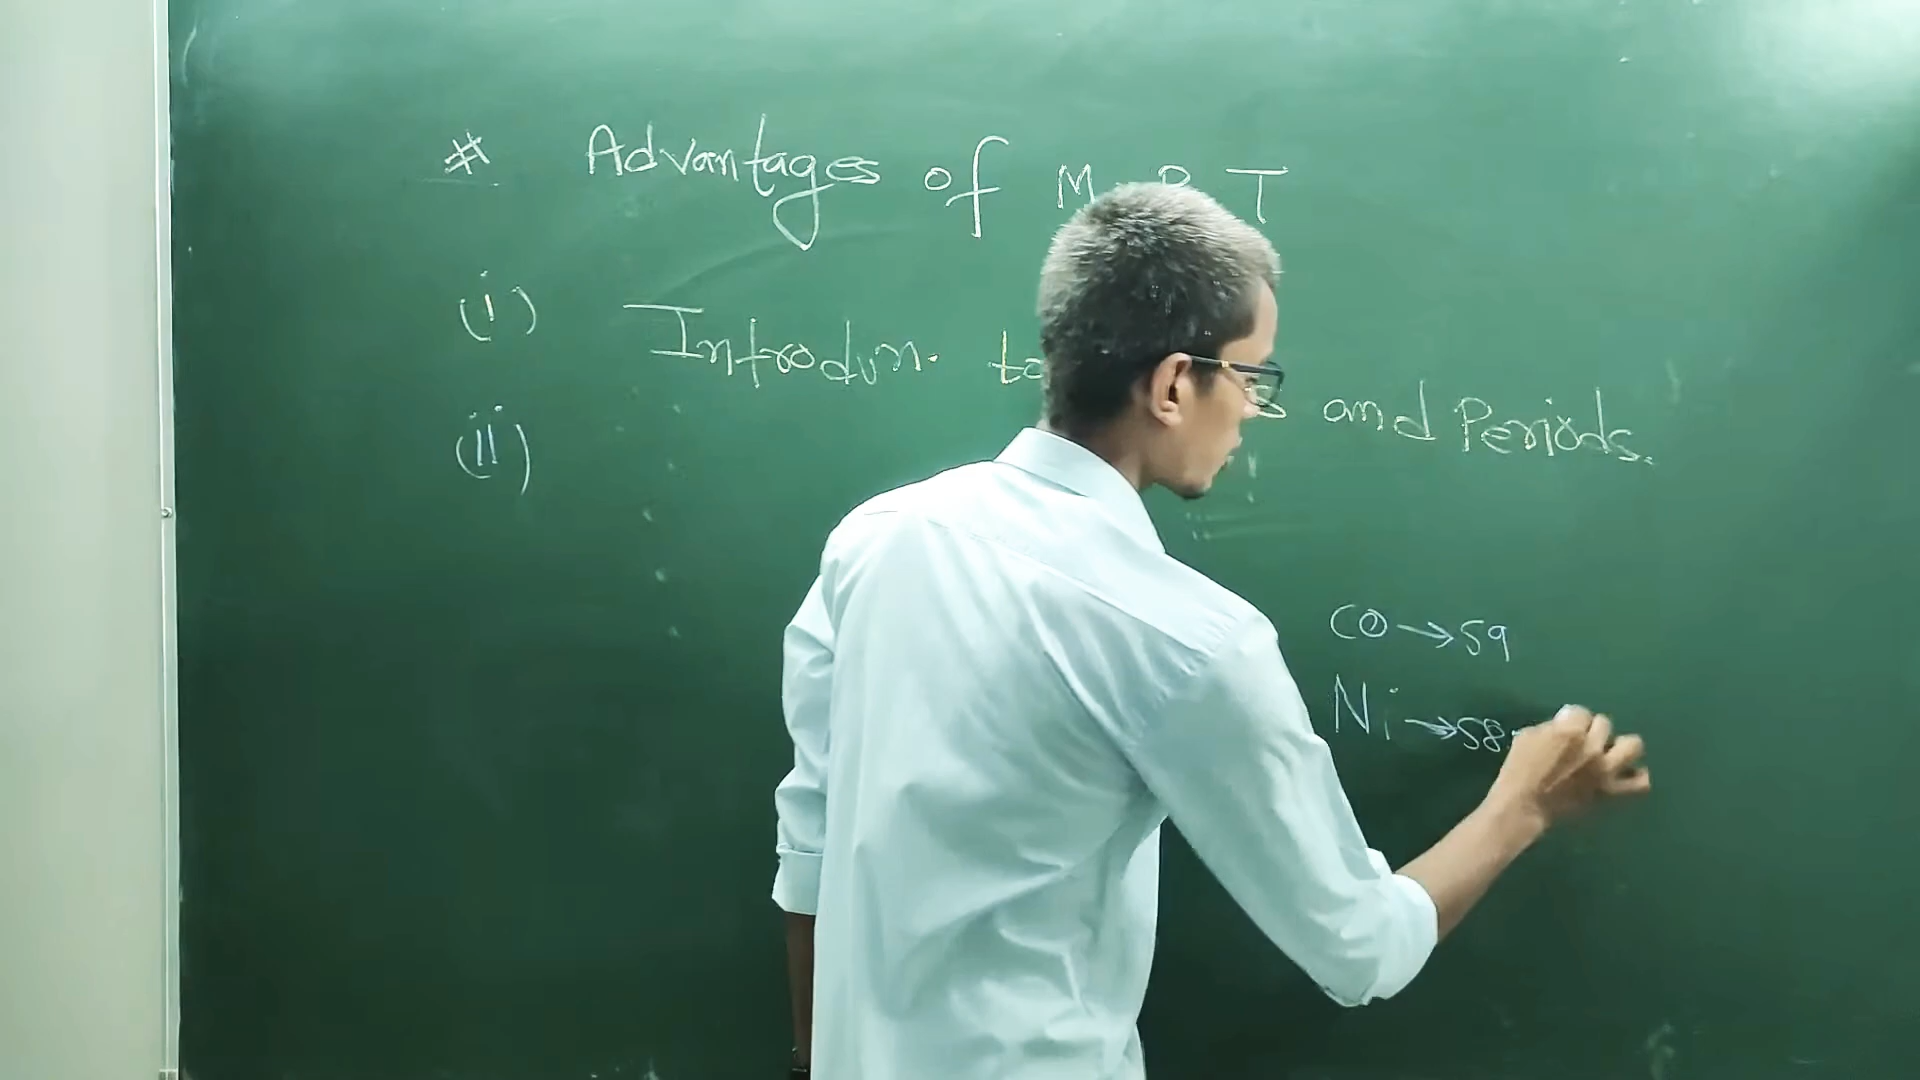 # Advantages of M P T
(i) Introdun. to and Periods.
(ii)
Co → 59
Ni → 58.